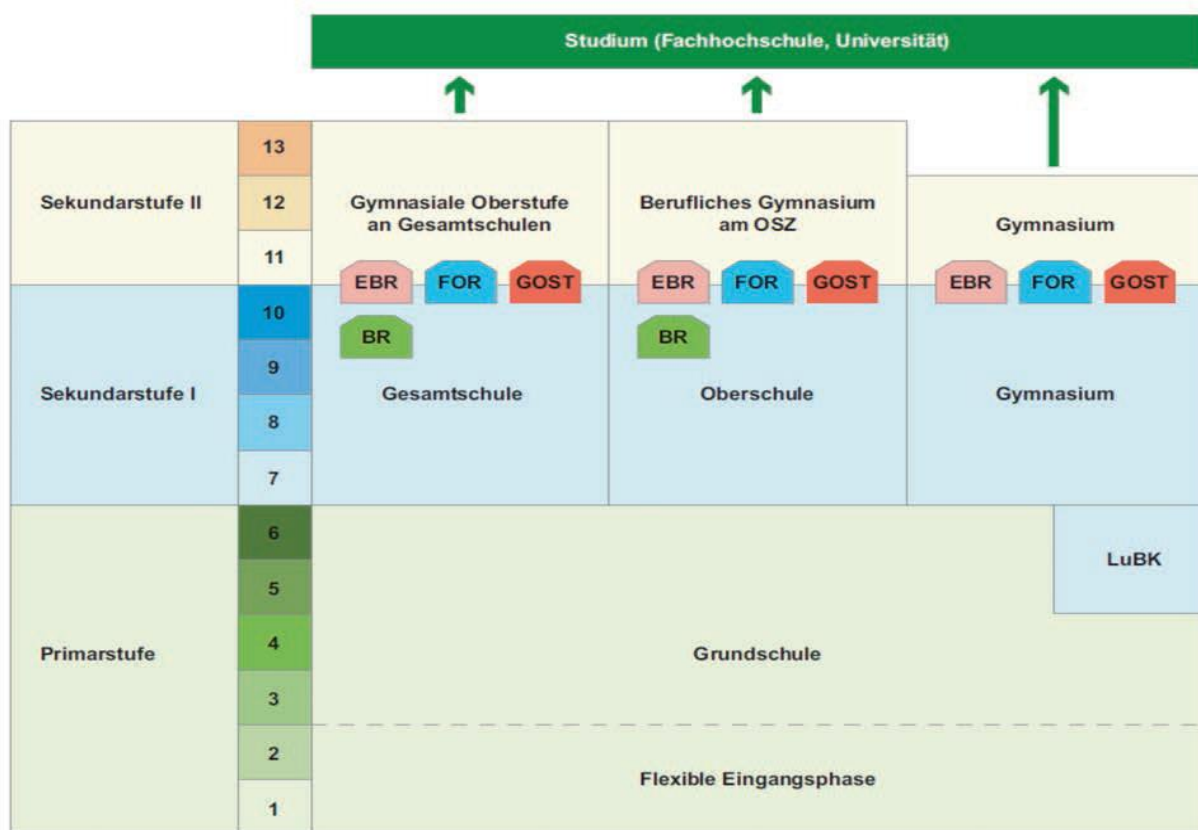 Studium (Fachhochschule, Universität)
13
Sekundarstufe II
12
Gymnasiale Oberstufe
an Gesamtschulen
Berufliches Gymnasium
am OSZ
Gymnasium
11
EBR FOR GOST
EBR FOR GOST
EBR FOR GOST
10
BR
BR
9
Sekundarstufe I
Gesamtschule
Oberschule
Gymnasium
8
7
6
LuBK
5
4
Primarstufe
Grundschule
3
2
Flexible Eingangsphase
1